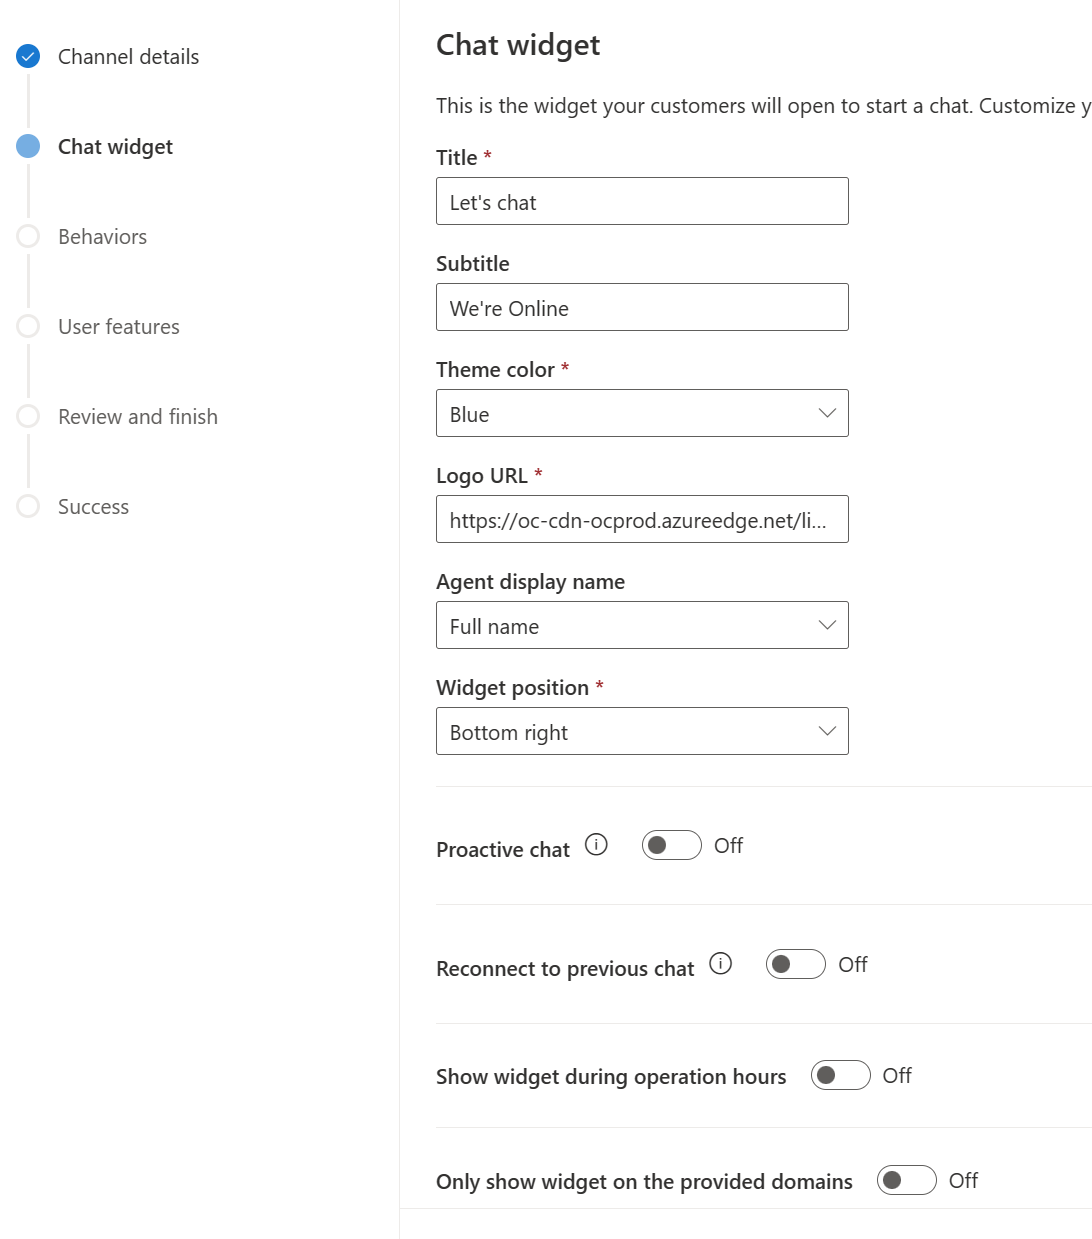 Channel details
Chat widget
Behaviors
User features
Review and finish
Success
Chat widget
This is the widget your customers will open to start a chat. Customize y
Title *
Let's chat
Subtitle
We're Online
Theme color *
Blue
Logo URL *
https://oc-cdn-ocprod.azureedge.net/li...
Agent display name
Full name
Widget position *
Bottom right
Proactive chat Off
Reconnect to previous chat Off
Show widget during operation hours Off
Only show widget on the provided domains Off